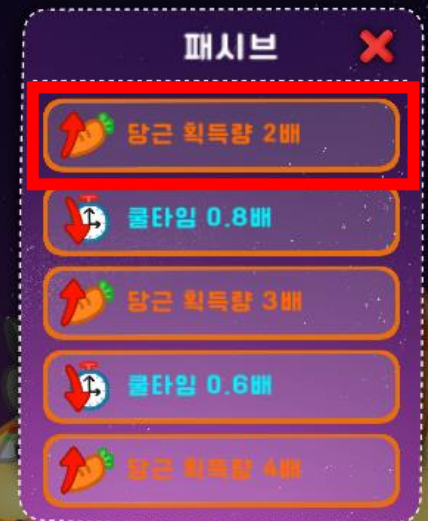 패시브
당근 획득량 2배
쿨타임 0.8배
당근 획득량 3배
쿨타임 0.6배
당근 획득량 4배